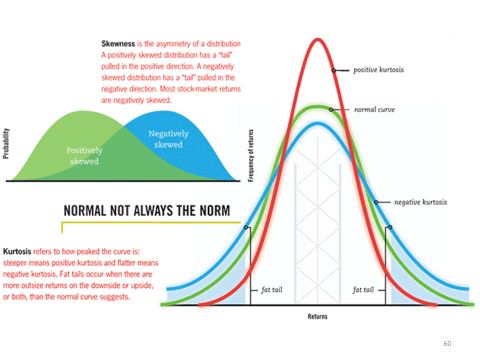 Skewness is the asymmetry of a distribution
A positively skewed distribution has a "tail"
pulled in the positive direction. A negatively
skewed distribution has a "tail" pulled in the
negative direction. Most stock-market returns
are negatively skewed.
positive kurtosis
normal curve
Probability
Positively
skewed
Negatively
skewed
Frequency of returns
NORMAL NOT ALWAYS THE NORM
negative kurtosis
Kurtosis refers to how peaked the curve is:
steeper means positive kurtosis and flatter means
negative kurtosis. Fat tails occur when there are
more outsize returns on the downside or upside,
or both, than the normal curve suggests.
fat tail
fat tail
Returns
60